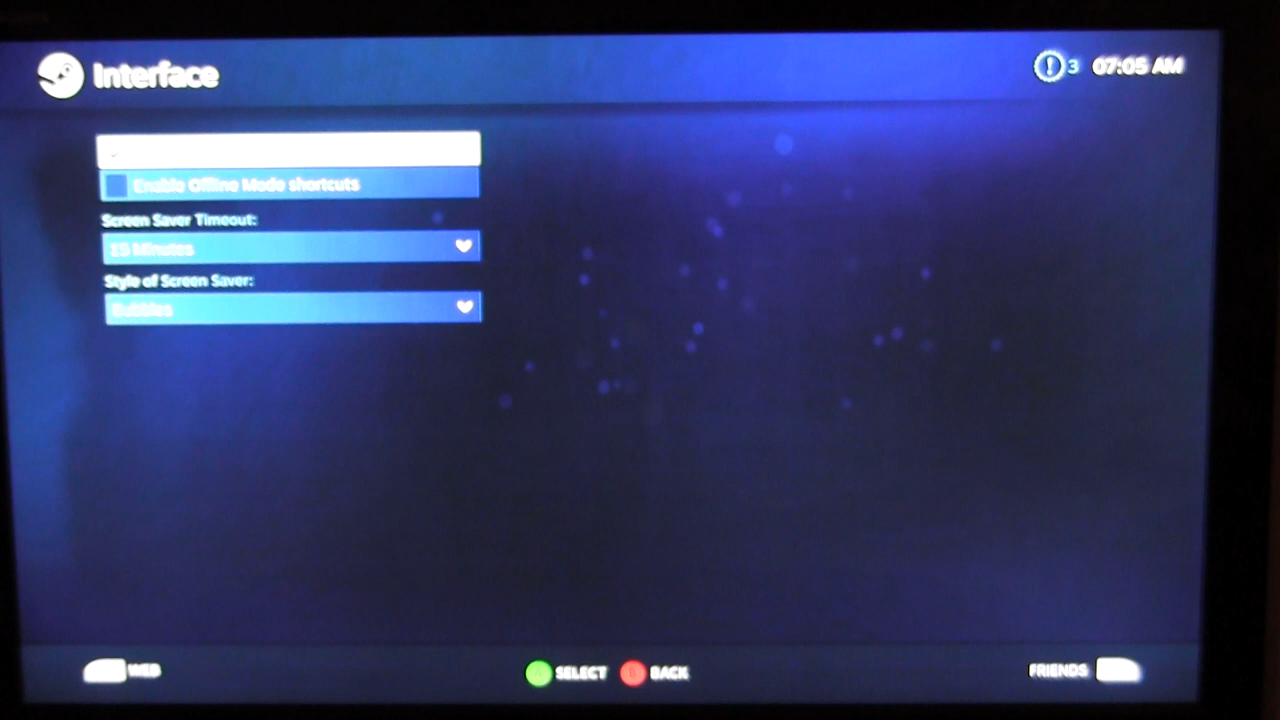 Interface
3 07:05 AM
Enable Offline Mode shortcuts
Screen Saver Timeout:
15 Minutes
Style of Screen Saver:
Bubbles
WEB
SELECT
BACK
FRIENDS